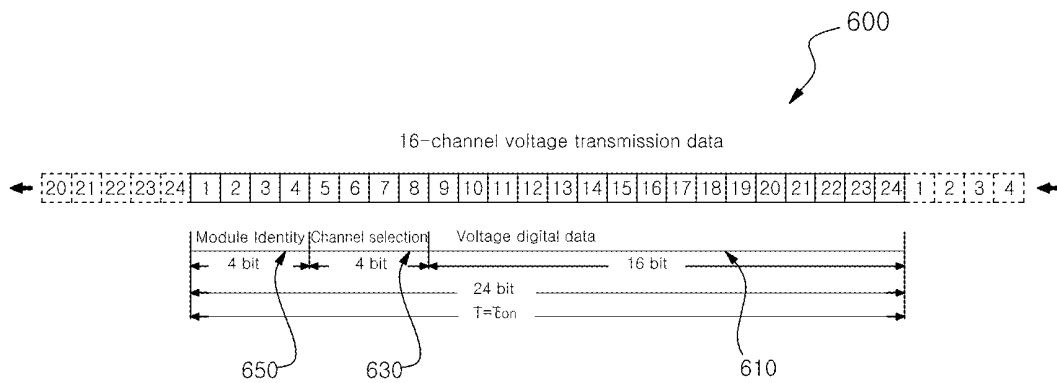 600
16-channel voltage transmission data
20 21 22 23 24 1 2 3 4 5 6 7 8 9 10 11 12 13 14 15 16 17 18 19 20 21 22 23 24 1 2 3 4
Module Identity Channel selection Voltage digital data
4 bit 4 bit 16 bit
24 bit
650 630 610